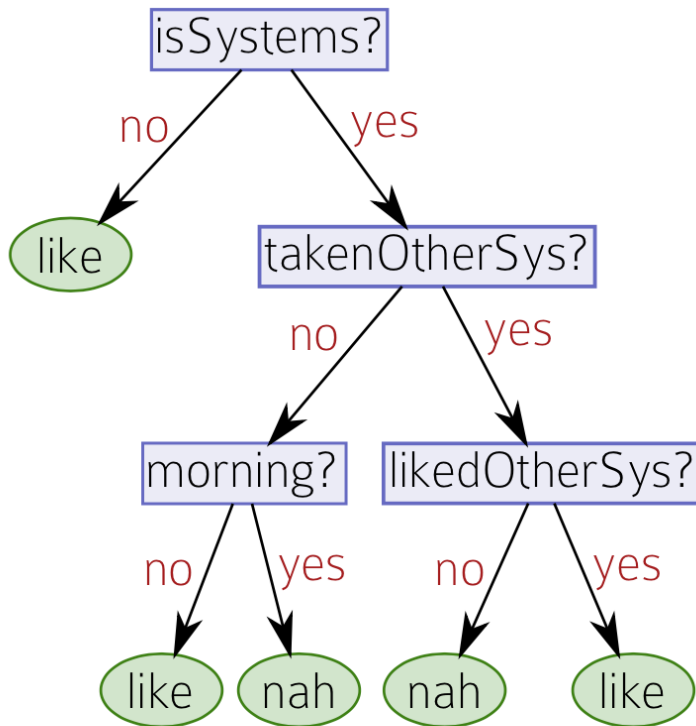 isSystems?
no
yes
like
takenOtherSys?
no
yes
morning?
likedOtherSys?
no
yes
no
yes
like
nah
nah
like